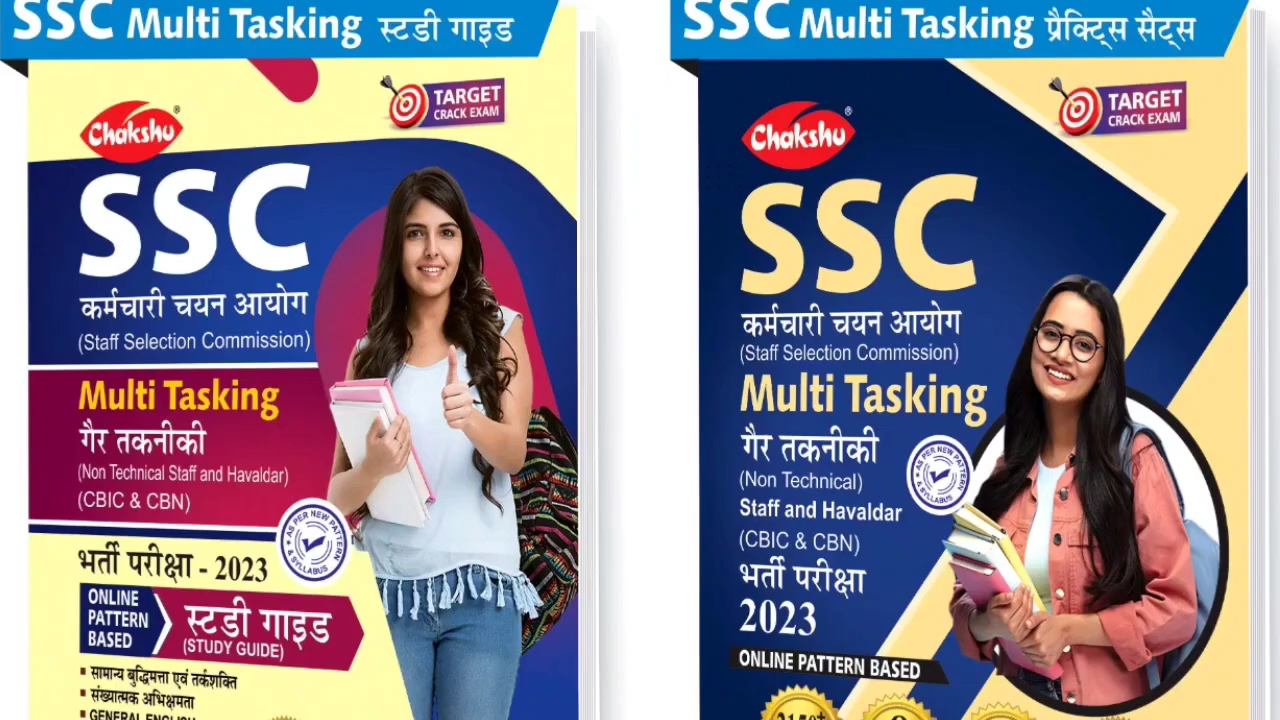 SSC Multi Tasking स्टडी गाइड
TARGET
CRACK EXAM
Chakshu®
SSC
कर्मचारी चयन आयोग
(Staff Selection Commission)
Multi Tasking
गैर तकनीकी
(Non Technical Staff and Havaldar)
(CBIC & CBN)
AS PER NEW PATTERN & SYLLABUS
भर्ती परीक्षा - 2023
ONLINE
PATTERN
BASED
स्टडी गाइड
(STUDY GUIDE)
▪ सामान्य बुद्धिमत्ता एवं तर्कशक्ति
▪ संख्यात्मक अभिक्षमता
▪ GENERAL ENGLISH
SSC Multi Tasking प्रैक्ट्सि सैट्स
TARGET
CRACK EXAM
Chakshu®
SSC
कर्मचारी चयन आयोग
(Staff Selection Commission)
Multi Tasking
गैर तकनीकी
(Non Technical)
Staff and Havaldar
(CBIC & CBN)
AS PER NEW PATTERN & SYLLABUS
भर्ती परीक्षा
2023
ONLINE PATTERN BASED